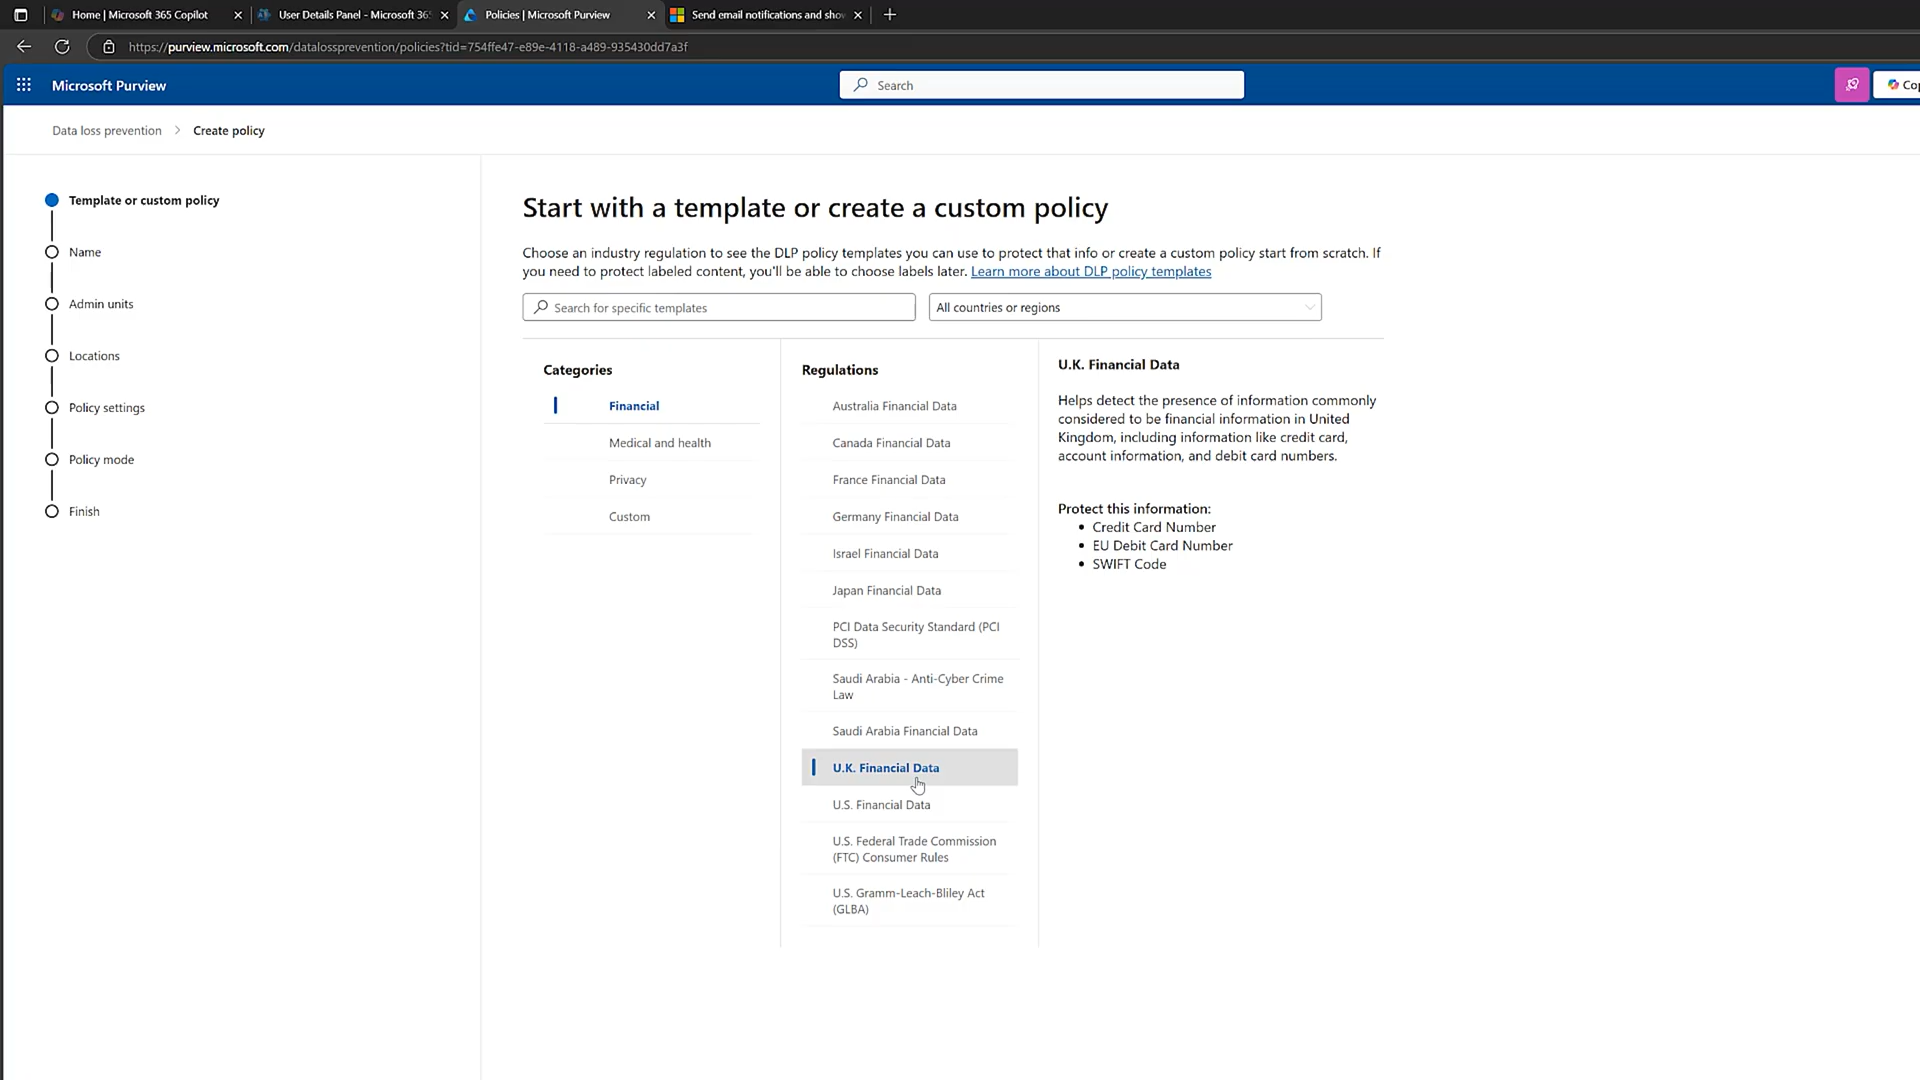 Home | Microsoft 365 Copilot
User Details Panel - Microsoft 365
Policies | Microsoft Purview
Send email notifications and show
https://purview.microsoft.com/datalossprevention/policies?tid=754ffe47-e89e-4118-a489-935430dd7a3f
Microsoft Purview
Search
Cop
Data loss prevention > Create policy
Template or custom policy
Name
Admin units
Locations
Policy settings
Policy mode
Finish
Start with a template or create a custom policy
Choose an industry regulation to see the DLP policy templates you can use to protect that info or create a custom policy start from scratch. If
you need to protect labeled content, you'll be able to choose labels later. Learn more about DLP policy templates
Search for specific templates
All countries or regions
Categories
Financial
Medical and health
Privacy
Custom
Regulations
Australia Financial Data
Canada Financial Data
France Financial Data
Germany Financial Data
Israel Financial Data
Japan Financial Data
PCI Data Security Standard (PCI
DSS)
Saudi Arabia - Anti-Cyber Crime
Law
Saudi Arabia Financial Data
U.K. Financial Data
U.S. Financial Data
U.S. Federal Trade Commission
(FTC) Consumer Rules
U.S. Gramm-Leach-Bliley Act
(GLBA)
U.K. Financial Data
Helps detect the presence of information commonly
considered to be financial information in United
Kingdom, including information like credit card,
account information, and debit card numbers.
Protect this information:
• Credit Card Number
• EU Debit Card Number
• SWIFT Code